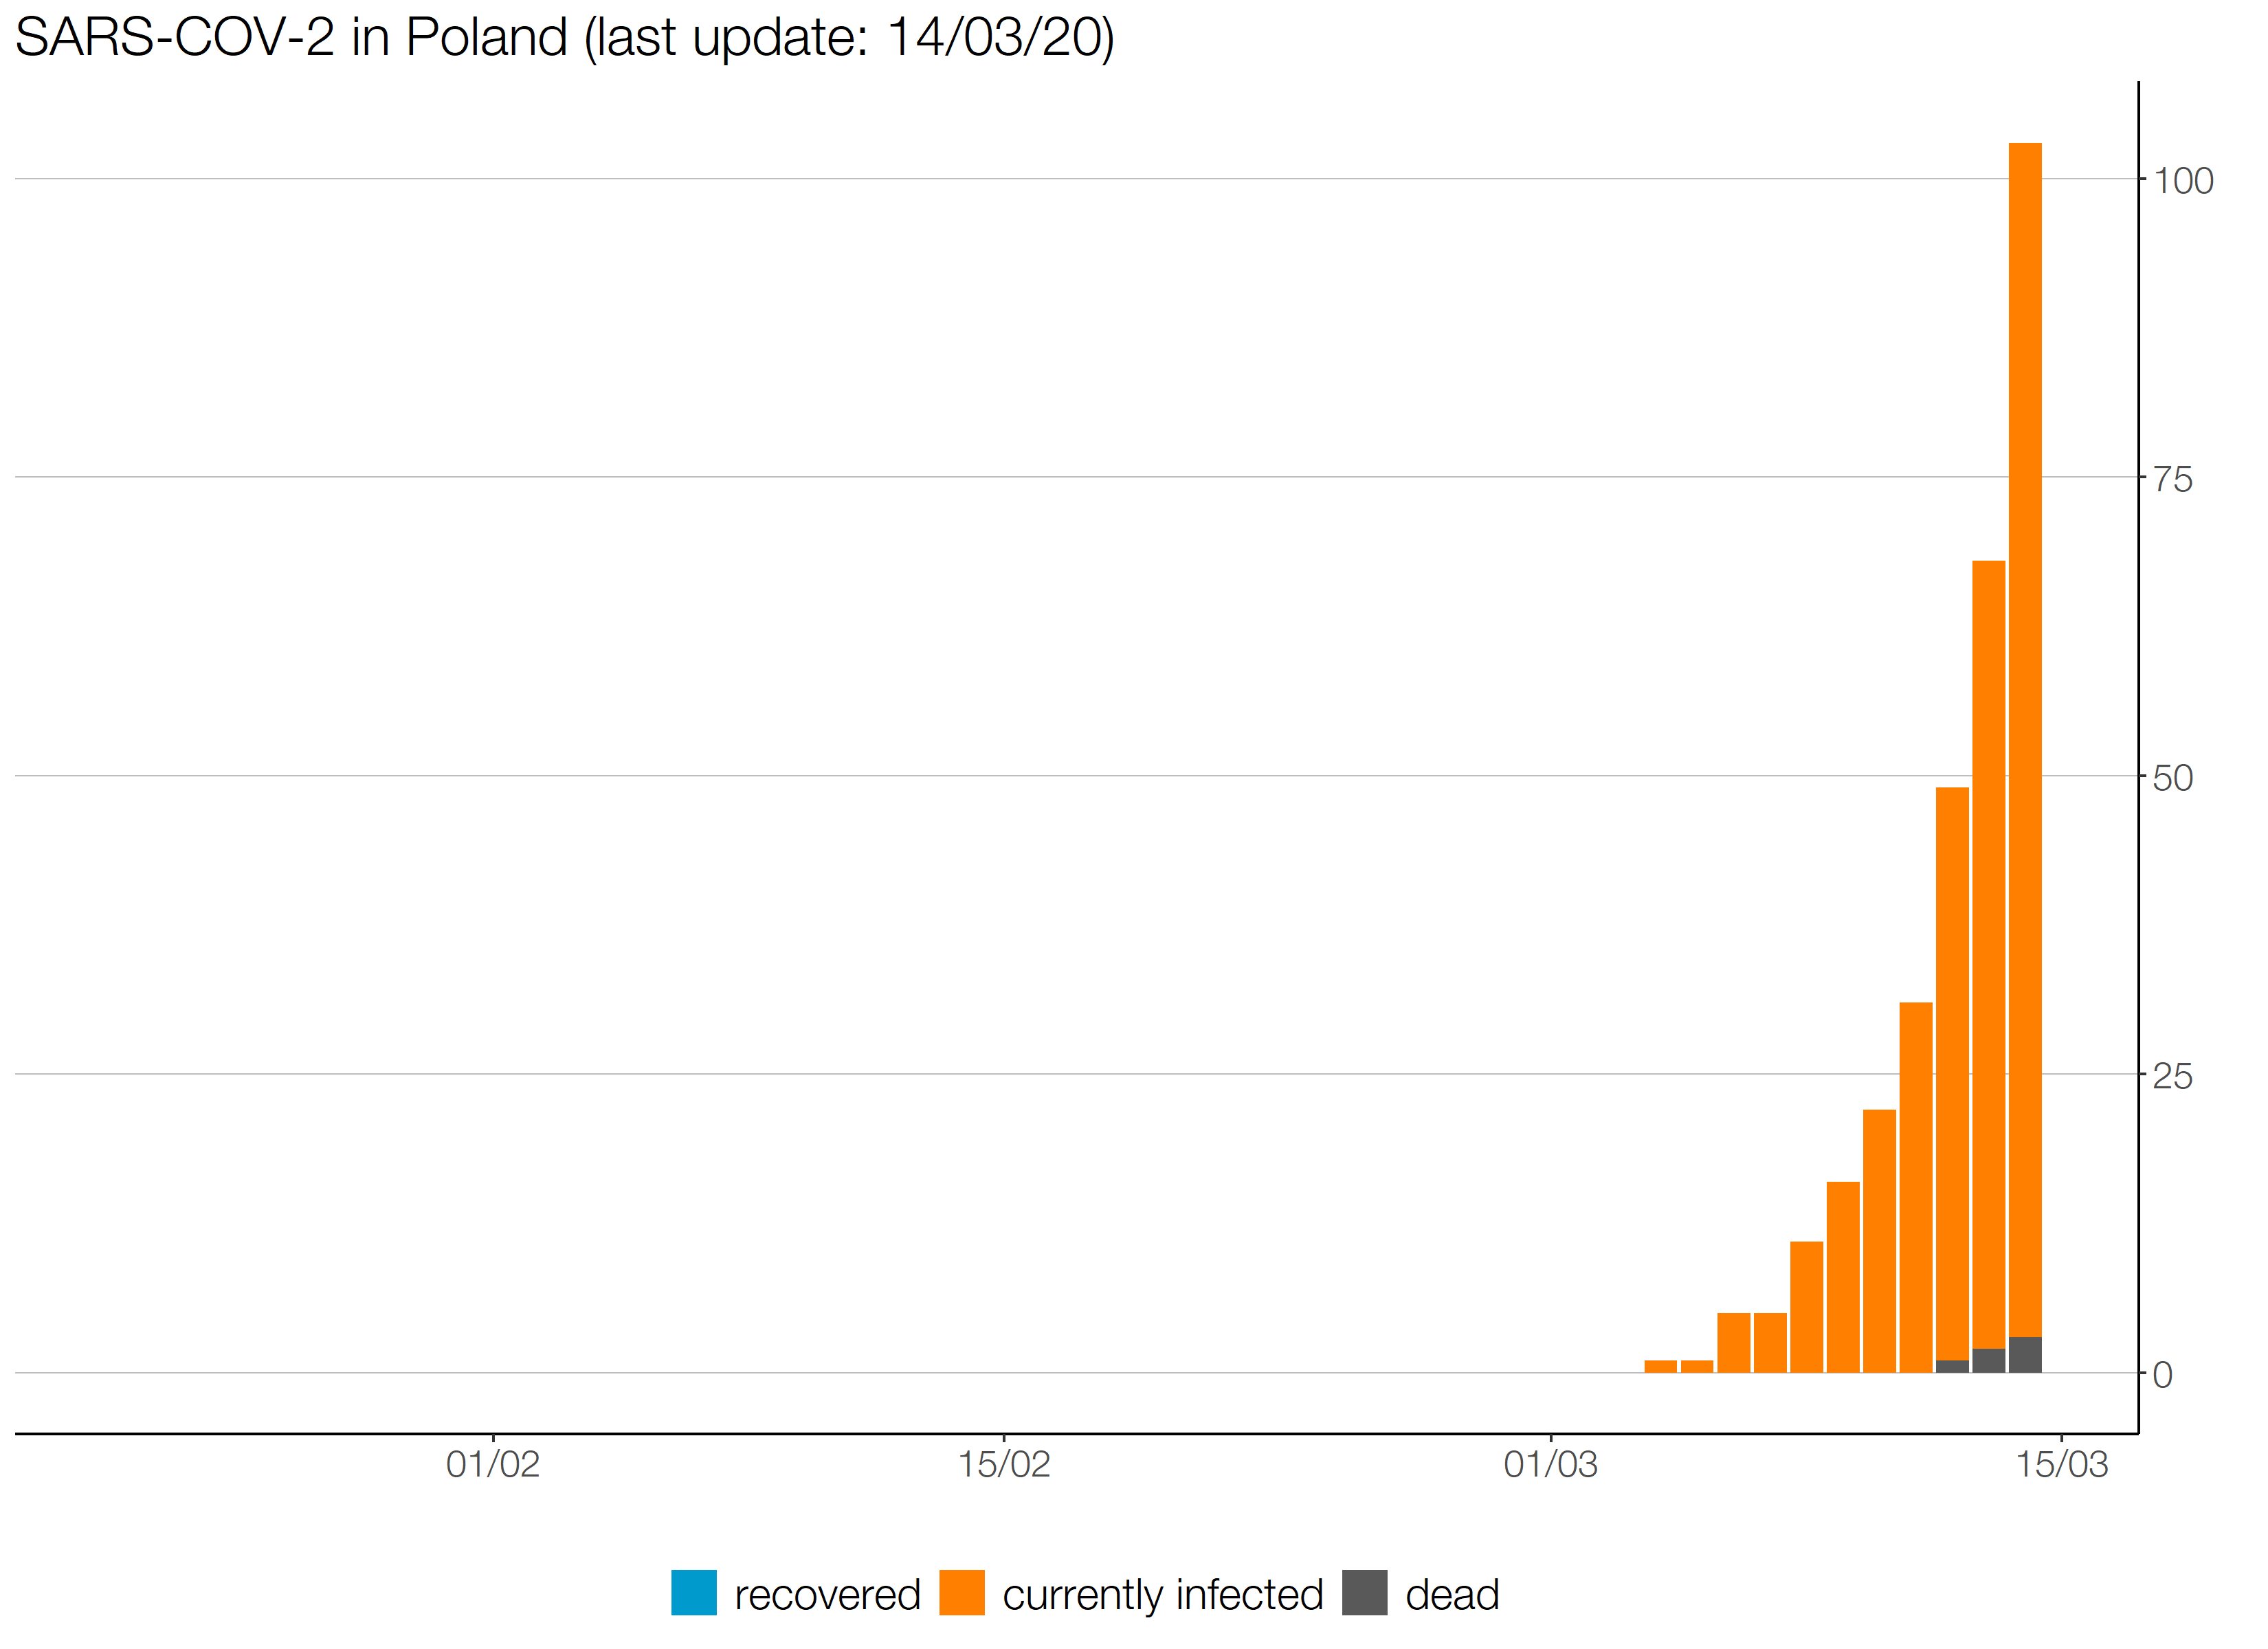 SARS-COV-2 in Poland (last update: 14/03/20)
100
75
50
25
0
01/02 15/02 01/03 15/03
recovered currently infected dead